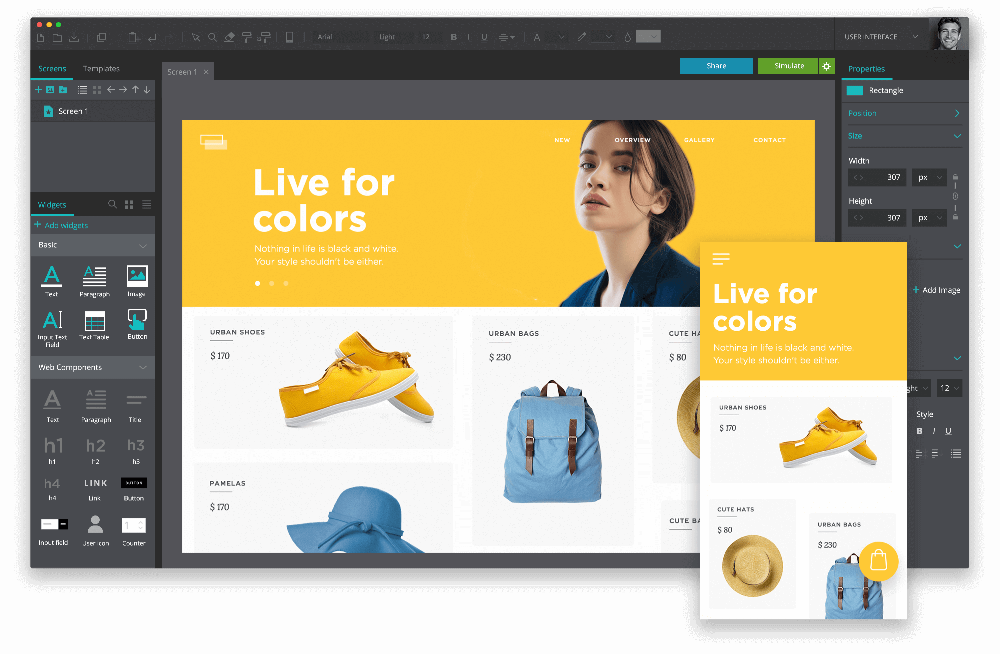 Arial Light 12 B I U A
USER INTERFACE
Screens Templates
Screen 1
Share Simulate
Properties
Rectangle
Screen 1
Position
Size
Width
307 px
Height
307 px
Widgets
Add widgets
Basic
A A
Text Paragraph Image
A
Input Text Field Text Table Button
Web Components
A A
Text Paragraph Title
h1 h2 h3
h1 h2 h3
h4 LINK BUTTON
h4 Link Button
1
Input field User icon Counter
NEW OVERVIEW GALLERY CONTACT
Live for
colors
Nothing in life is black and white.
Your style shouldn't be either.
URBAN SHOES
$ 170
URBAN BAGS
$ 230
CUTE HA
$ 80
PAMELAS
$ 170
CUTE BA
Live for
colors
Nothing in life is black and white.
Your style shouldn't be either.
URBAN SHOES
$ 170
CUTE HATS
$ 80
URBAN BAGS
$ 230
Add Image
ght 12
Style
B I U